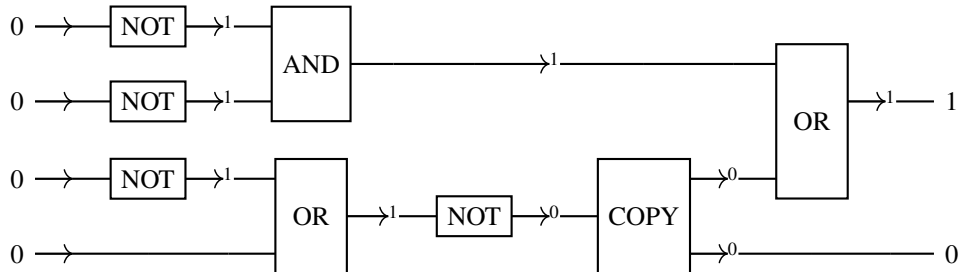 0 NOT 1 AND 1
0 NOT 1 OR 1 1
0 NOT 1 OR 1 NOT 0 COPY 0
0 0 0